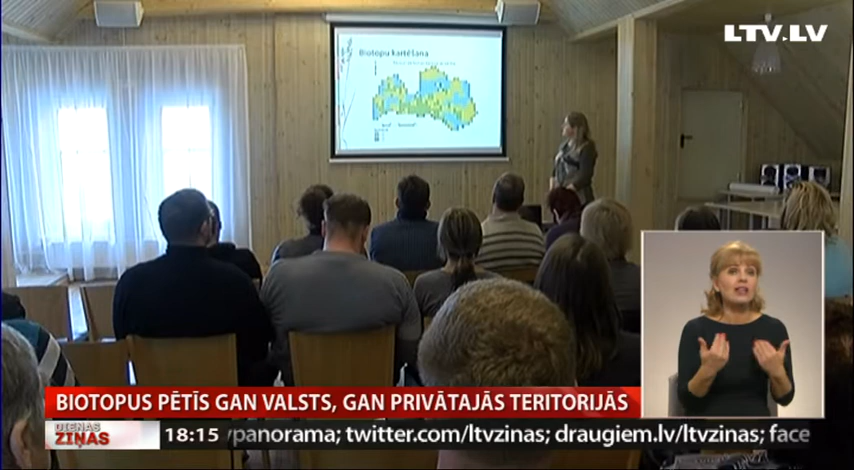 LTV.LV
Biotopu kartēšana
BIOTOPUS PĒTĪS GAN VALSTS, GAN PRIVĀTAJĀS TERITORIJĀS
DIENAS
ZIŅAS
18:15 /panorama; twitter.com/ltvzinas; draugiem.lv/ltvzinas; face